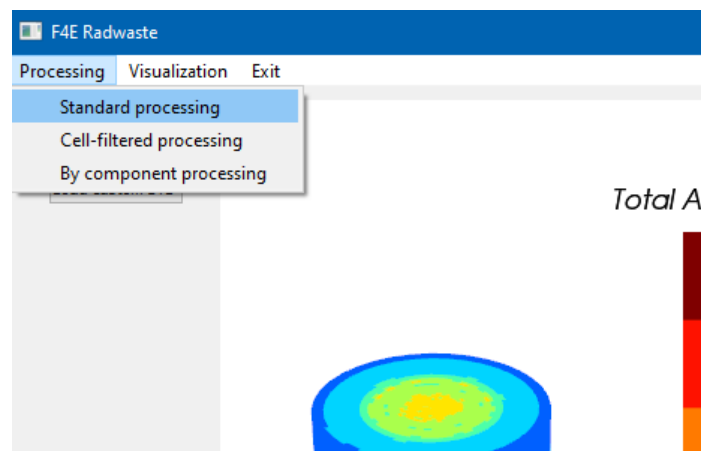 F4E Radwaste
Processing Visualization Exit
Standard processing
Cell-filtered processing
By component processing
Total A